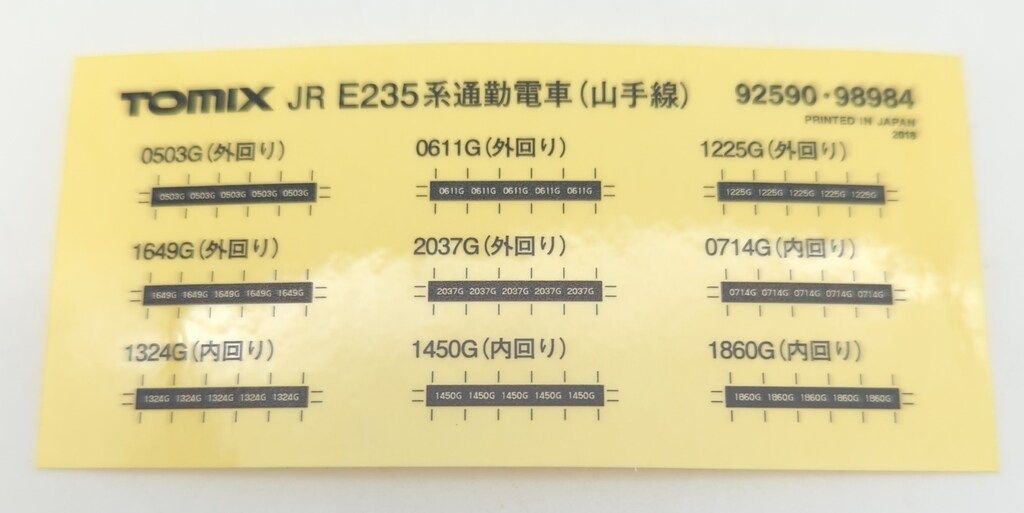 TOMIX JR E235系通勤電車(山手線) 92590・98984
PRINTED IN JAPAN
2018
0503G(外回り) 0611G(外回り) 1225G(外回り)
0503G 0503G 0503G 0503G 0503G 0611G 0611G 0611G 0611G 0611G 1225G 1225G 1225G 1225G 1225G
1649G(外回り) 2037G(外回り) 0714G(内回り)
1649G 1649G 1649G 1649G 1649G 2037G 2037G 2037G 2037G 2037G 0714G 0714G 0714G 0714G 0714G
1324G(内回り) 1450G(内回り) 1860G(内回り)
1324G 1324G 1324G 1324G 1324G 1450G 1450G 1450G 1450G 1450G 1860G 1860G 1860G 1860G 1860G